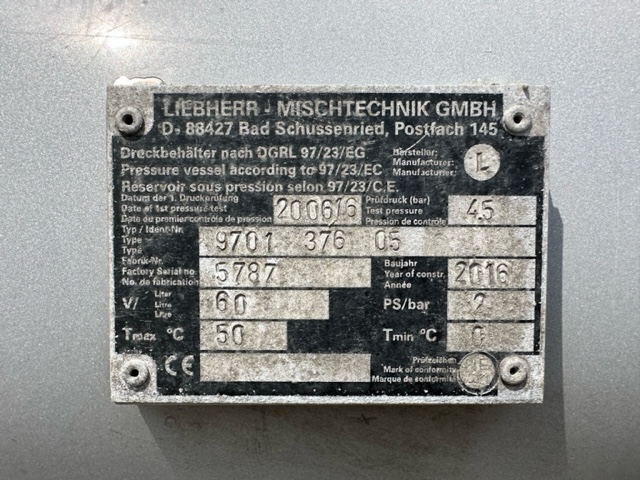 LIEBHERR - MISCHTECHNIK GMBH
D- 88427 Bad Schussenried, Postfach 145
Druckbehälter nach DGRL 97/23/EG
Pressure vessel according to 97/23/EC
Réservoir sous pression selon 97/23/C.E.
Hersteller:
Manufacturer:
Manufacturier:
L
Datum der 1. Druckprüfung
Date of 1st pressure-test
Date du premier contrôle de pression
200616
Prüfdruck (bar)
Test pressure
Pression de contrôle
45
Typ / Ident-Nr.
Type
Type
9701 376 05
Fabrik-Nr.
Factory Serial no
No. de fabrication
5787
Baujahr
Year of constr.
Année
2016
V/ Liter
Litre
Litre
60
PS/bar
2
Tmax °C
50
Tmin °C
0
CE
Prüfzeichen
Mark of conformity
Marque de conformité